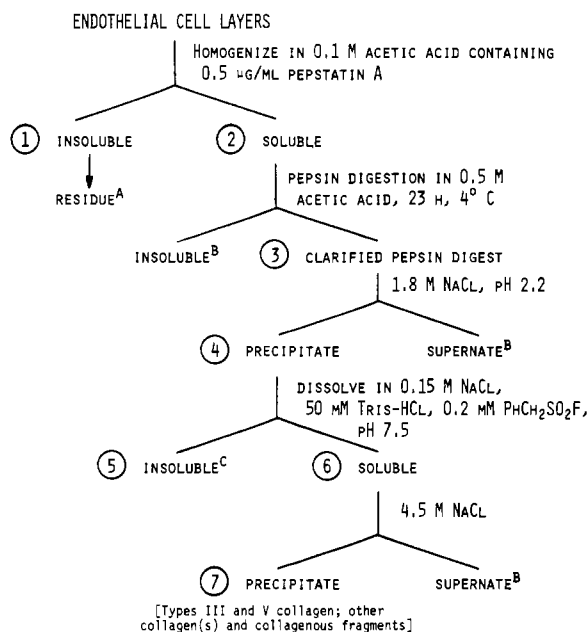 ENDOTHELIAL CELL LAYERS
HOMOGENIZE IN 0.1 M ACETIC ACID CONTAINING
0.5 µG/ML PEPSTATIN A
1 INSOLUBLE
2 SOLUBLE
RESIDUE^A
PEPSIN DIGESTION IN 0.5 M
ACETIC ACID, 23 H, 4° C
INSOLUBLE^B
3 CLARIFIED PEPSIN DIGEST
1.8 M NACL, PH 2.2
4 PRECIPITATE
SUPERNATE^B
DISSOLVE IN 0.15 M NACL,
50 MM TRIS-HCL, 0.2 MM PHCH₂SO₂F,
PH 7.5
5 INSOLUBLE^C
6 SOLUBLE
4.5 M NACL
7 PRECIPITATE
SUPERNATE^B
[Types III and V collagen; other
collagen(s) and collagenous fragments]